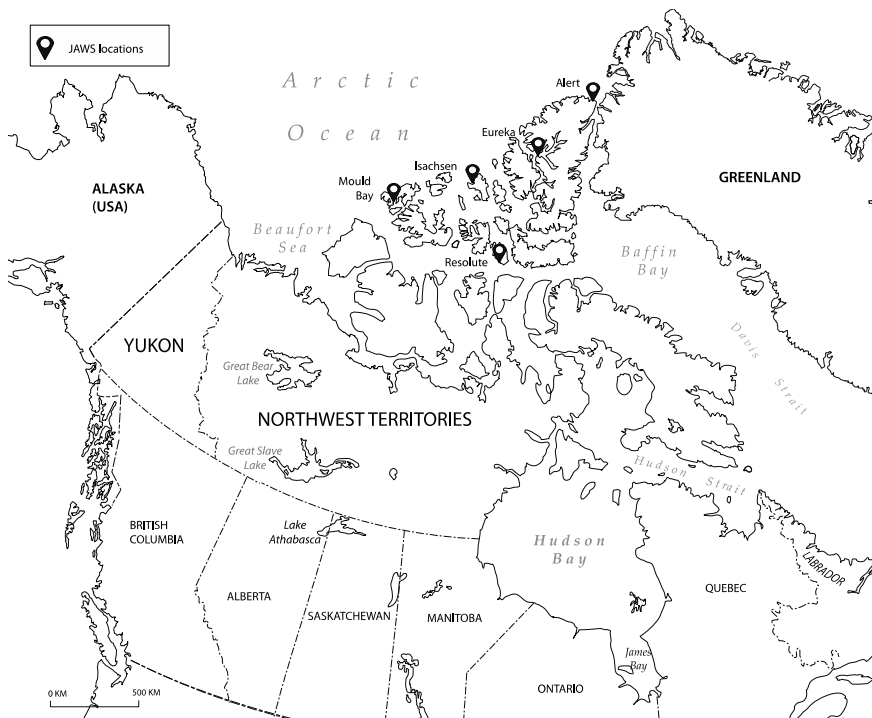 JAWS locations
Arctic
Ocean
Alert
Eureka
Isachsen
Mould
Bay
ALASKA
(USA)
GREENLAND
Beaufort
Sea
Resolute
Baffin
Bay
YUKON
Davis
Strait
Great Bear
Lake
NORTHWEST TERRITORIES
Great Slave
Lake
Hudson
Strait
BRITISH
COLUMBIA
Lake
Athabasca
Hudson
Bay
LABRADOR
ALBERTA
SASKATCHEWAN
MANITOBA
QUEBEC
James
Bay
ONTARIO
0 KM
500 KM